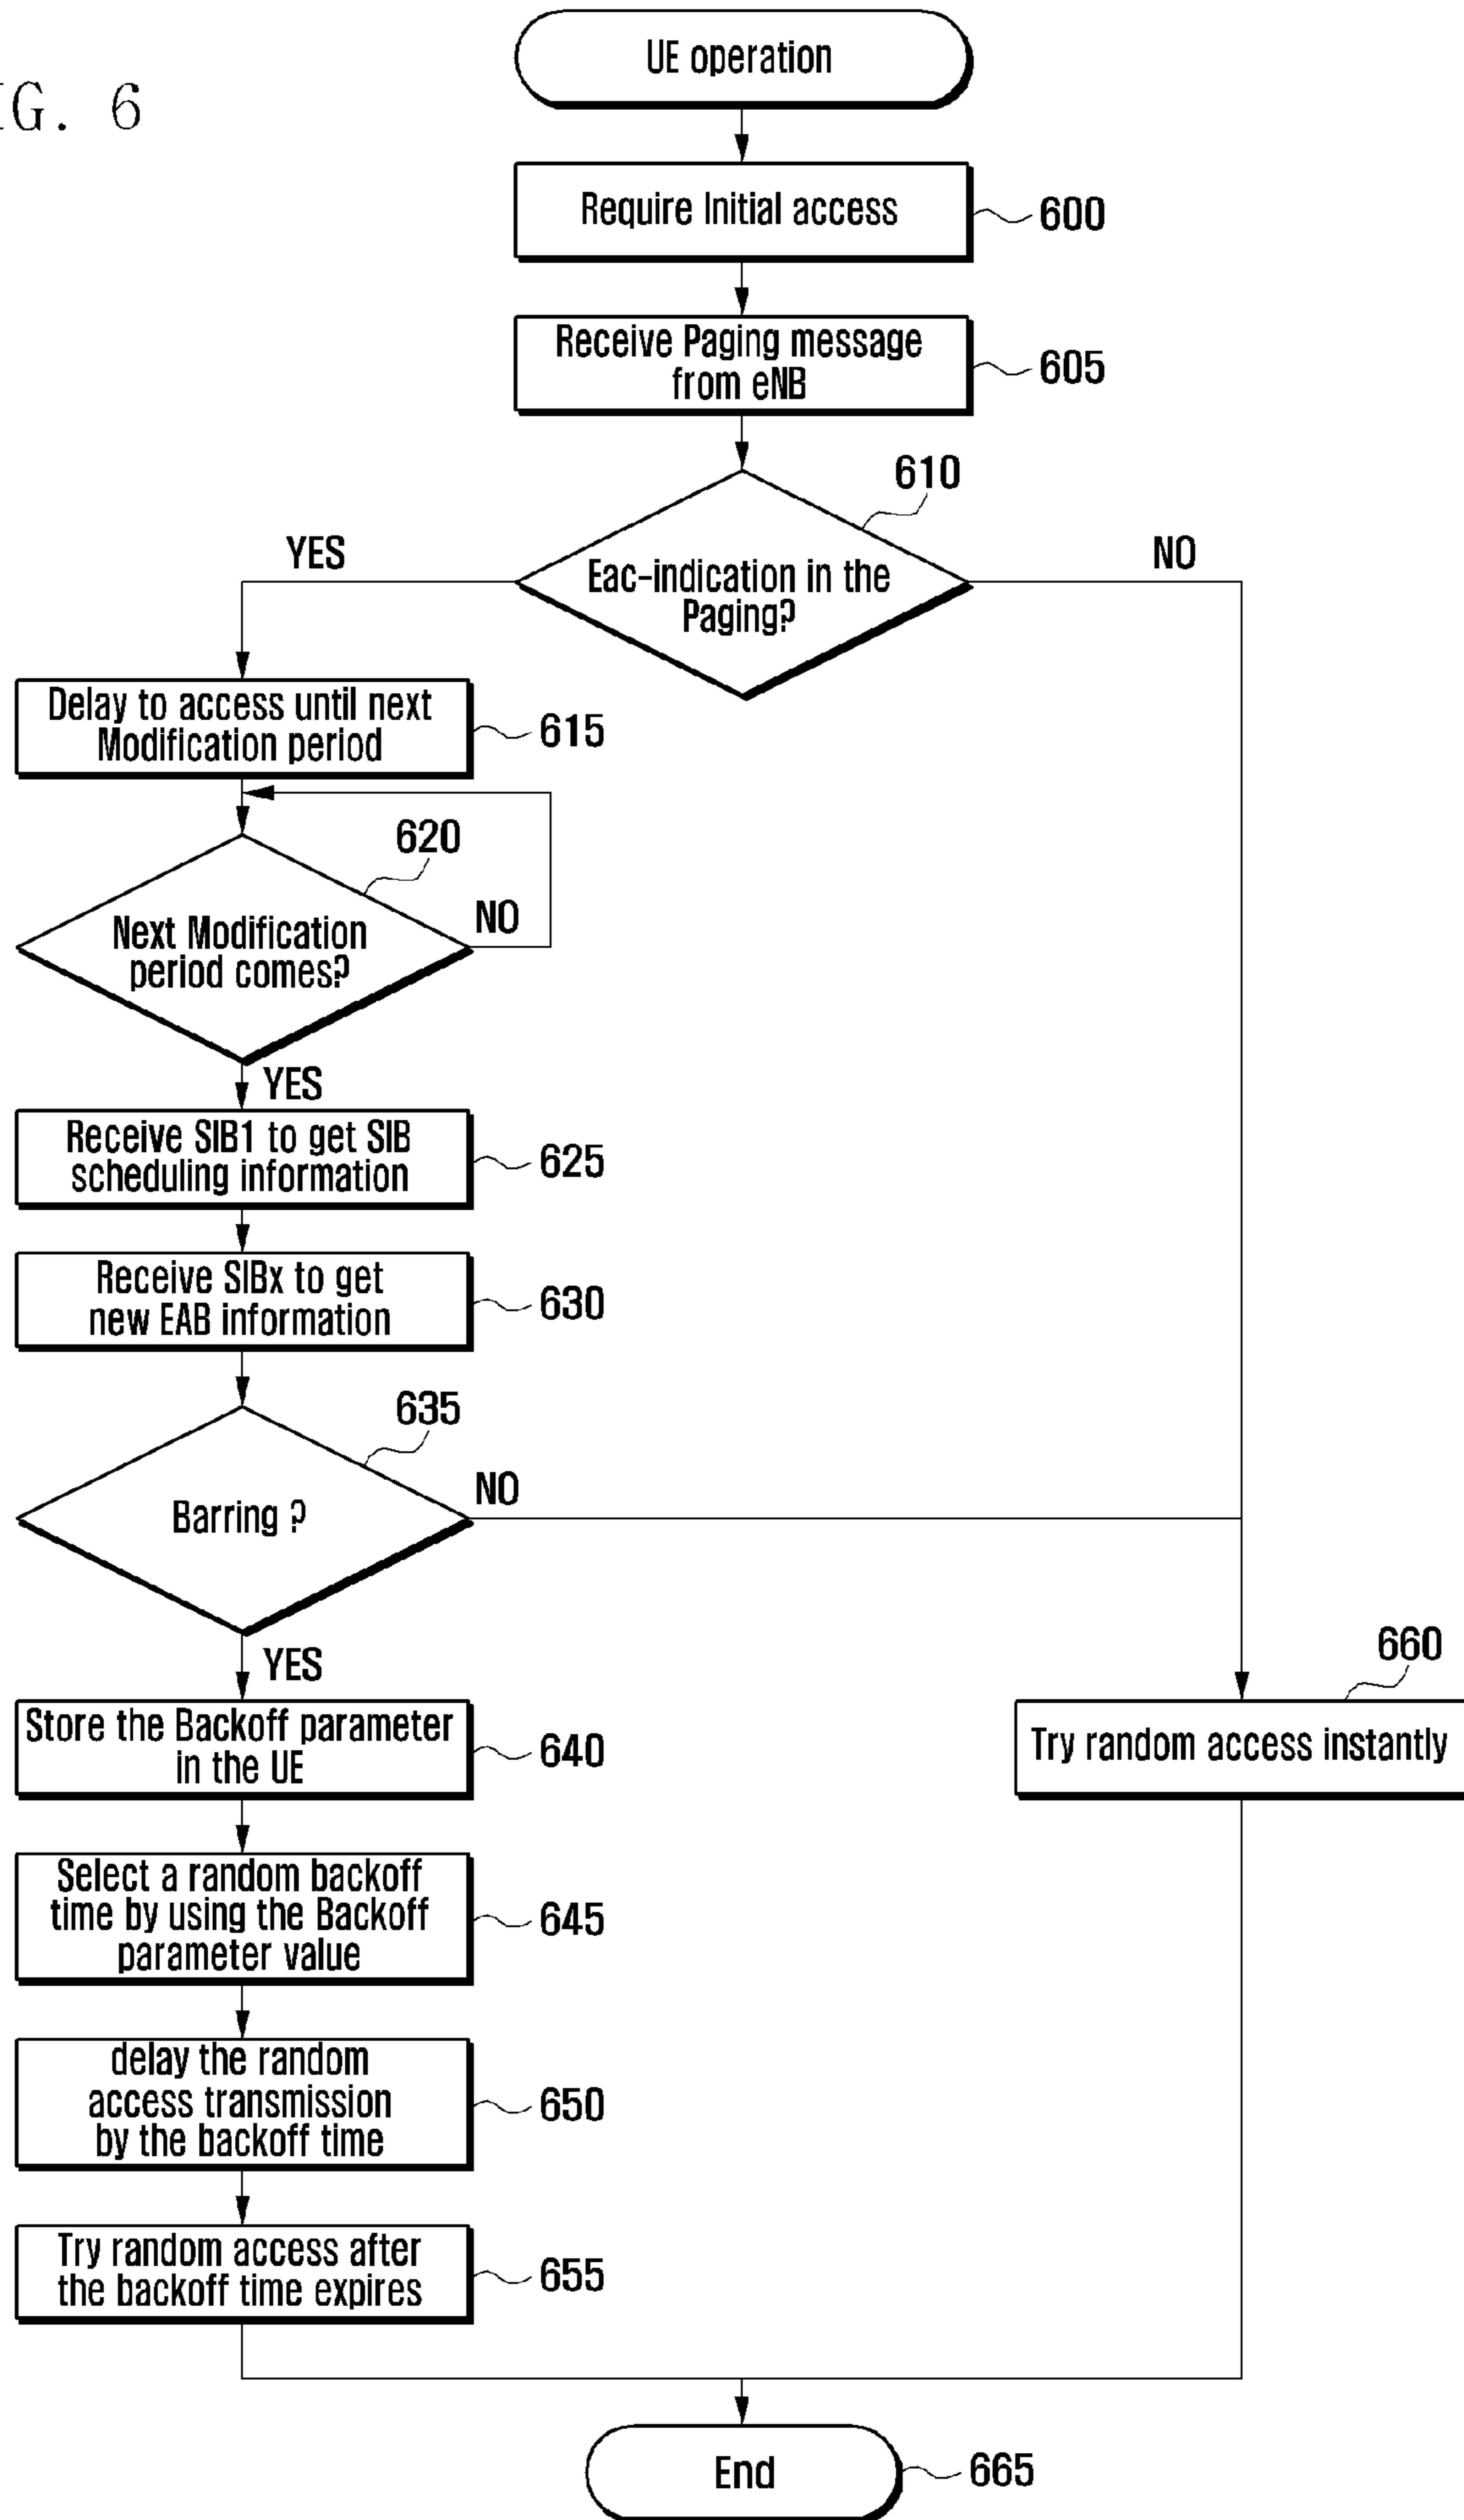 IG. 6
UE operation
Require Initial access
600
Receive Paging message
from eNB
605
610
YES
NO
Eac-indication in the
Paging?
Delay to access until next
Modification period
615
620
NO
Next Modification
period comes?
YES
Receive SIB1 to get SIB
scheduling information
625
Receive SIBx to get
new EAB information
630
635
NO
Barring ?
YES
660
Store the Backoff parameter
in the UE
640
Try random access instantly
Select a random backoff
time by using the Backoff
parameter value
645
delay the random
access transmission
by the backoff time
650
Try random access after
the backoff time expires
655
End
665